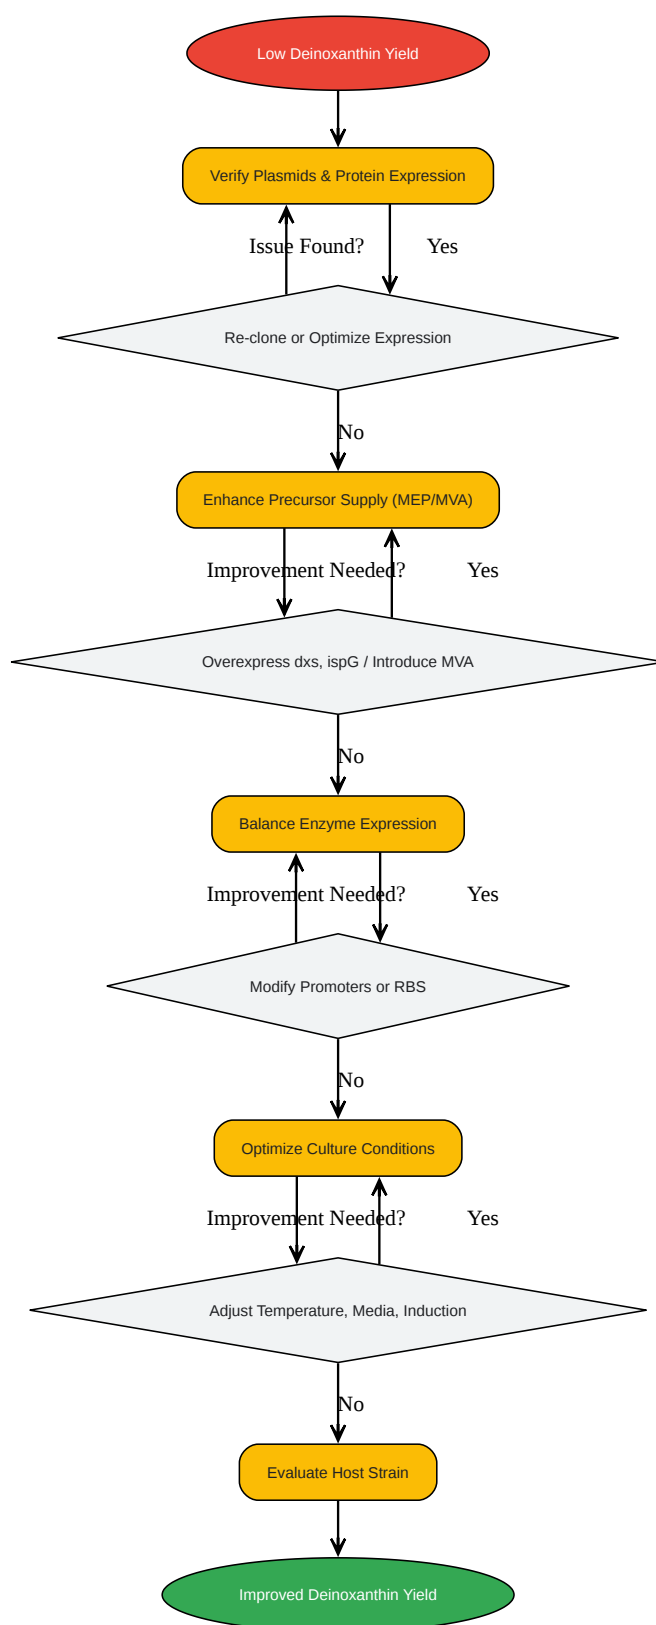 Low Deinoxanthin Yield
Verify Plasmids & Protein Expression
Issue Found? Yes
Re-clone or Optimize Expression
No
Enhance Precursor Supply (MEP/MVA)
Improvement Needed? Yes
Overexpress dxs, ispG / Introduce MVA
No
Balance Enzyme Expression
Improvement Needed? Yes
Modify Promoters or RBS
No
Optimize Culture Conditions
Improvement Needed? Yes
Adjust Temperature, Media, Induction
No
Evaluate Host Strain
Improved Deinoxanthin Yield